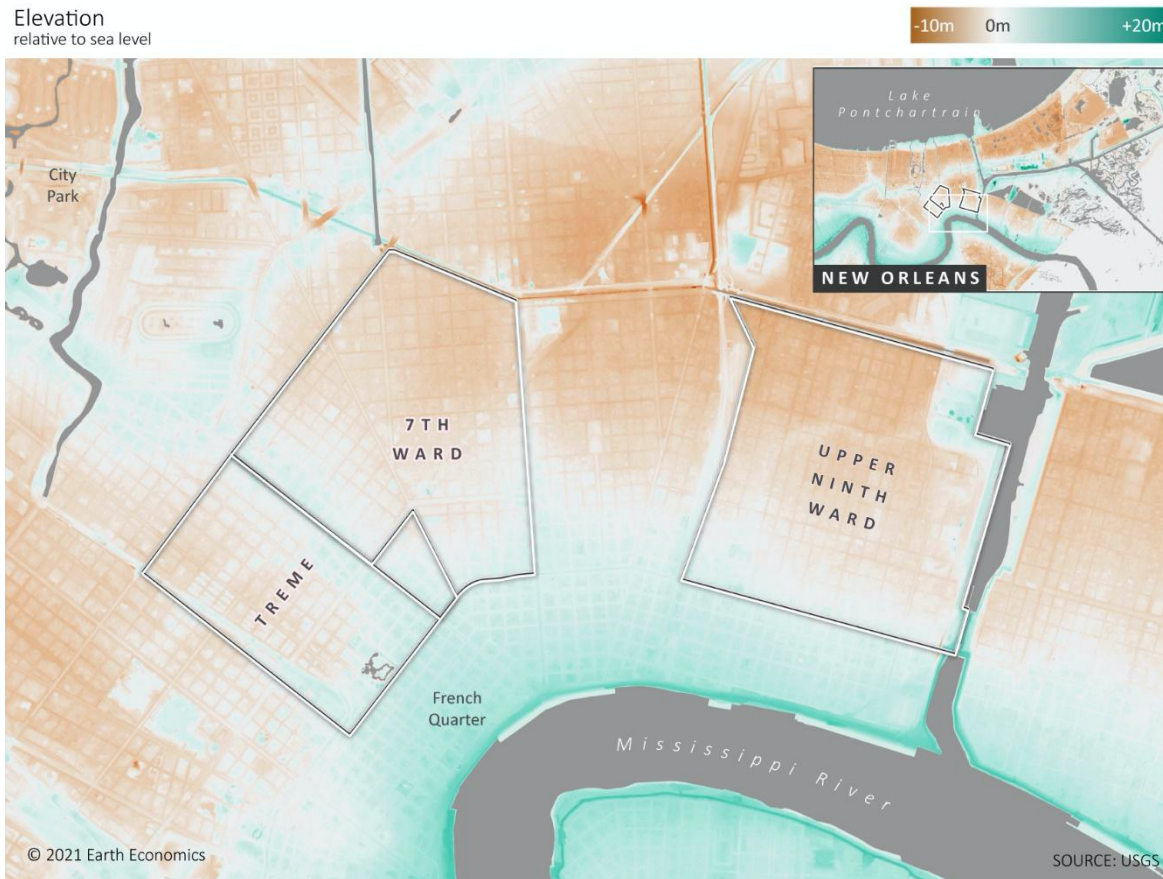 Elevation
relative to sea level
-10m 0m +20m
Lake
Pontchartrain
NEW ORLEANS
City
Park
7TH
WARD
UPPER
NINTH
WARD
TREME
French
Quarter
Mississippi River
© 2021 Earth Economics
SOURCE: USGS